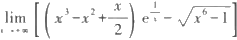 lim x→+∞ [ ( x³ − x² + x/2 ) e^(1/x) − √(x⁶ − 1) ]